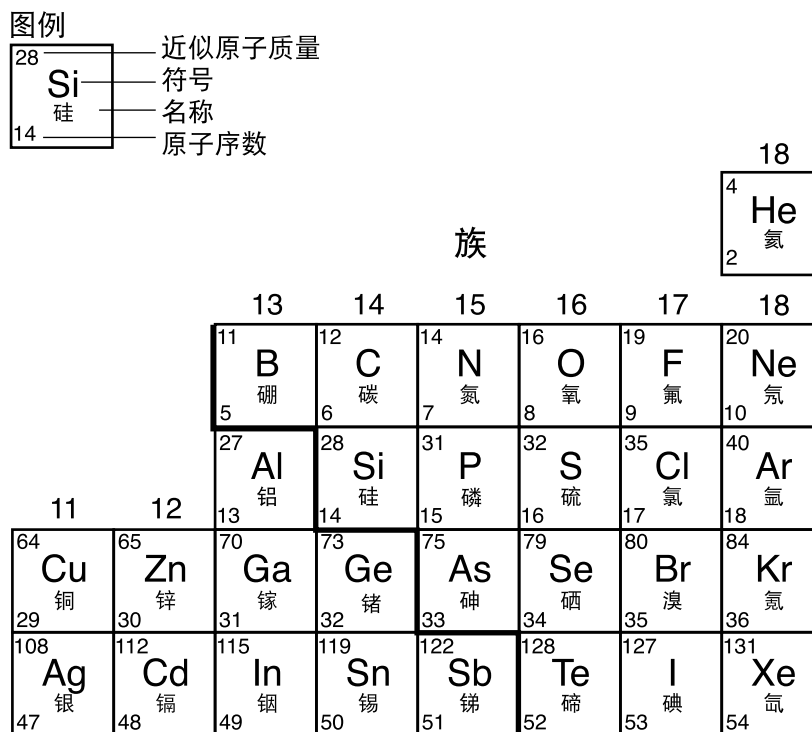 图例
28
近似原子质量
Si
符号
硅
名称
14
原子序数
18
4
He
氦
2
族
13 14 15 16 17 18
11 12 14 16 19 20
B C N O F Ne
硼 碳 氮 氧 氟 氖
5 6 7 8 9 10
27 28 31 32 35 40
Al Si P S Cl Ar
铝 硅 磷 硫 氯 氩
13 14 15 16 17 18
11 12
64 65 70 73 75 79 80 84
Cu Zn Ga Ge As Se Br Kr
铜 锌 镓 锗 砷 硒 溴 氪
29 30 31 32 33 34 35 36
108 112 115 119 122 128 127 131
Ag Cd In Sn Sb Te I Xe
银 镉 铟 锡 锑 碲 碘 氙
47 48 49 50 51 52 53 54